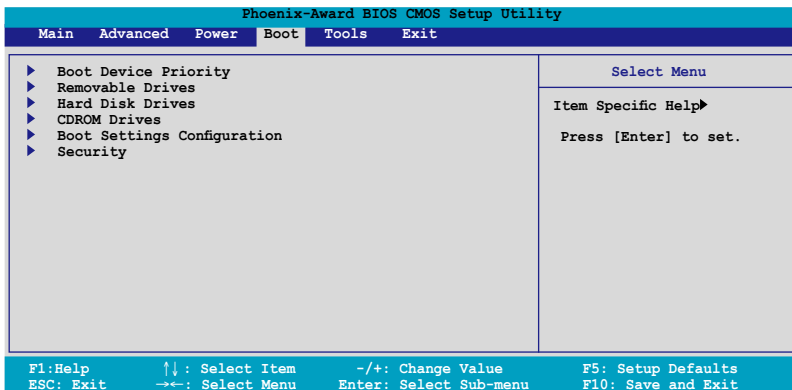 Phoenix-Award BIOS CMOS Setup Utility
Main Advanced Power Boot Tools Exit
Boot Device Priority
Removable Drives
Hard Disk Drives
CDROM Drives
Boot Settings Configuration
Security
Select Menu
Item Specific Help
Press [Enter] to set.
F1:Help ↑↓: Select Item -/+: Change Value F5: Setup Defaults
ESC: Exit →←: Select Menu Enter: Select Sub-menu F10: Save and Exit